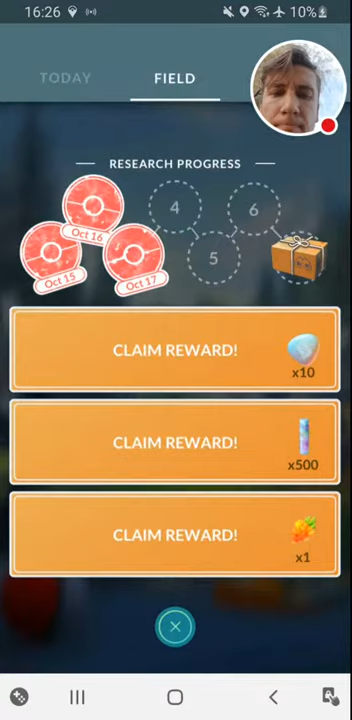 16:26
10%
TODAY
FIELD
RESEARCH PROGRESS
4
6
Oct 16
5
Oct 15
Oct 17
CLAIM REWARD!
x10
CLAIM REWARD!
x500
CLAIM REWARD!
x1